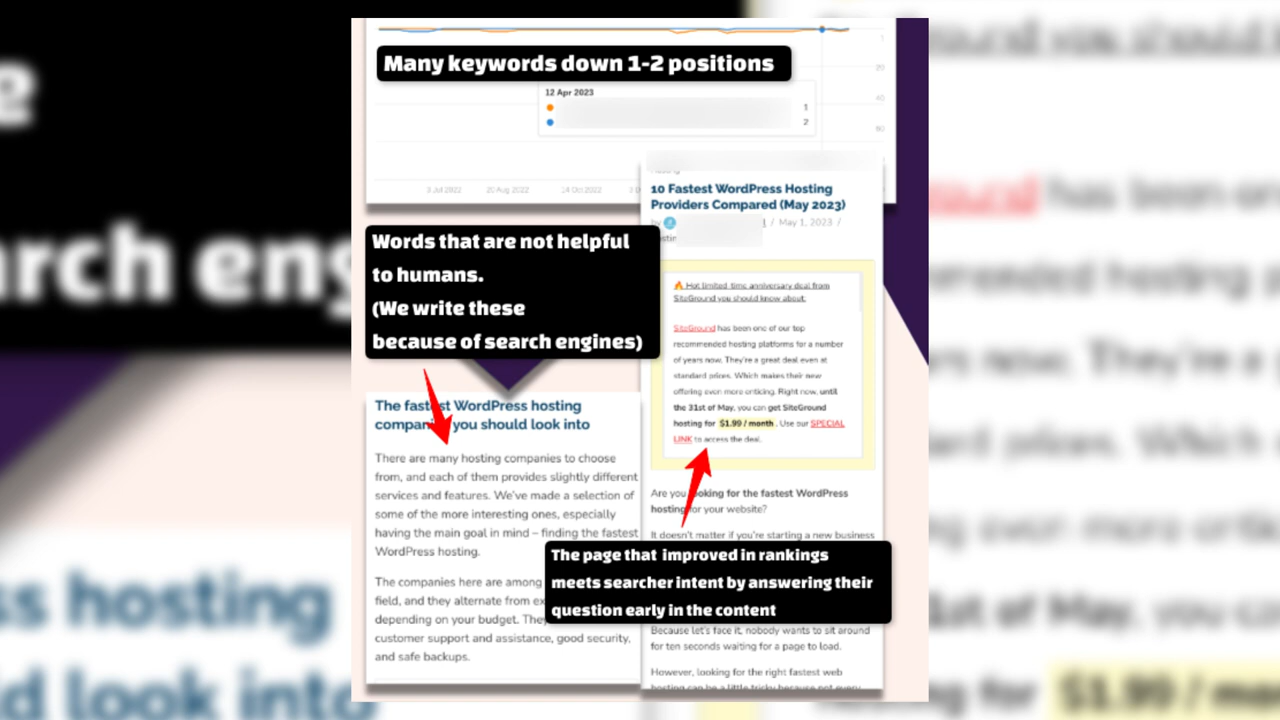 Many keywords down 1-2 positions
1
20
40
80
12 Apr 2023
1
2
3 Jul 2022
20 Aug 2022
14 Oct 2022
10 Fastest WordPress Hosting
Providers Compared (May 2023)
by
/ May 1, 2023 /
Words that are not helpful
to humans.
(We write these
because of search engines)
🔥 Hot limited-time anniversary deal from
SiteGround you should know about.
SiteGround has been one of our top
recommended hosting platforms for a number
of years now. They're a great deal even at
standard prices. Which makes their new
offering even more enticing. Right now, until
the 31st of May, you can get SiteGround
hosting for $1.99 / month . Use our SPECIAL
LINK to access the deal.
The fastest WordPress hosting
companies you should look into
There are many hosting companies to choose
from, and each of them provides slightly different
services and features. We've made a selection of
some of the more interesting ones, especially
having the main goal in mind – finding the fastest
WordPress hosting.
The companies here are among
field, and they alternate from
depending on your budget. They
customer support and assistance, good security,
and safe backups.
Are you looking for the fastest WordPress
hosting for your website?
It doesn't matter if you're starting a new business
The page that improved in rankings
meets searcher intent by answering their
question early in the content
Because let's face it, nobody wants to sit around
for ten seconds waiting for a page to load.
However, looking for the right fastest web
hosting can be a little tricky because not every